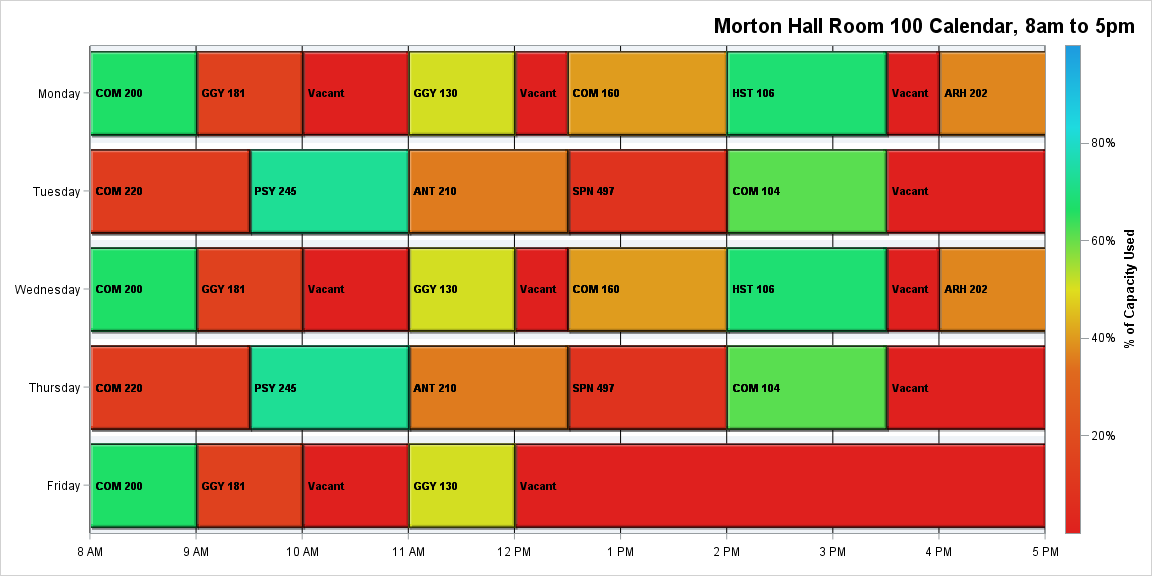 Morton Hall Room 100 Calendar, 8am to 5pm
Monday COM 200 GGY 181 Vacant GGY 130 Vacant COM 160 HST 106 Vacant ARH 202
Tuesday COM 220 PSY 245 ANT 210 SPN 497 COM 104 Vacant
Wednesday COM 200 GGY 181 Vacant GGY 130 Vacant COM 160 HST 106 Vacant ARH 202
Thursday COM 220 PSY 245 ANT 210 SPN 497 COM 104 Vacant
Friday COM 200 GGY 181 Vacant GGY 130 Vacant
8 AM 9 AM 10 AM 11 AM 12 PM 1 PM 2 PM 3 PM 4 PM 5 PM
80%
60%
40%
20%
% of Capacity Used